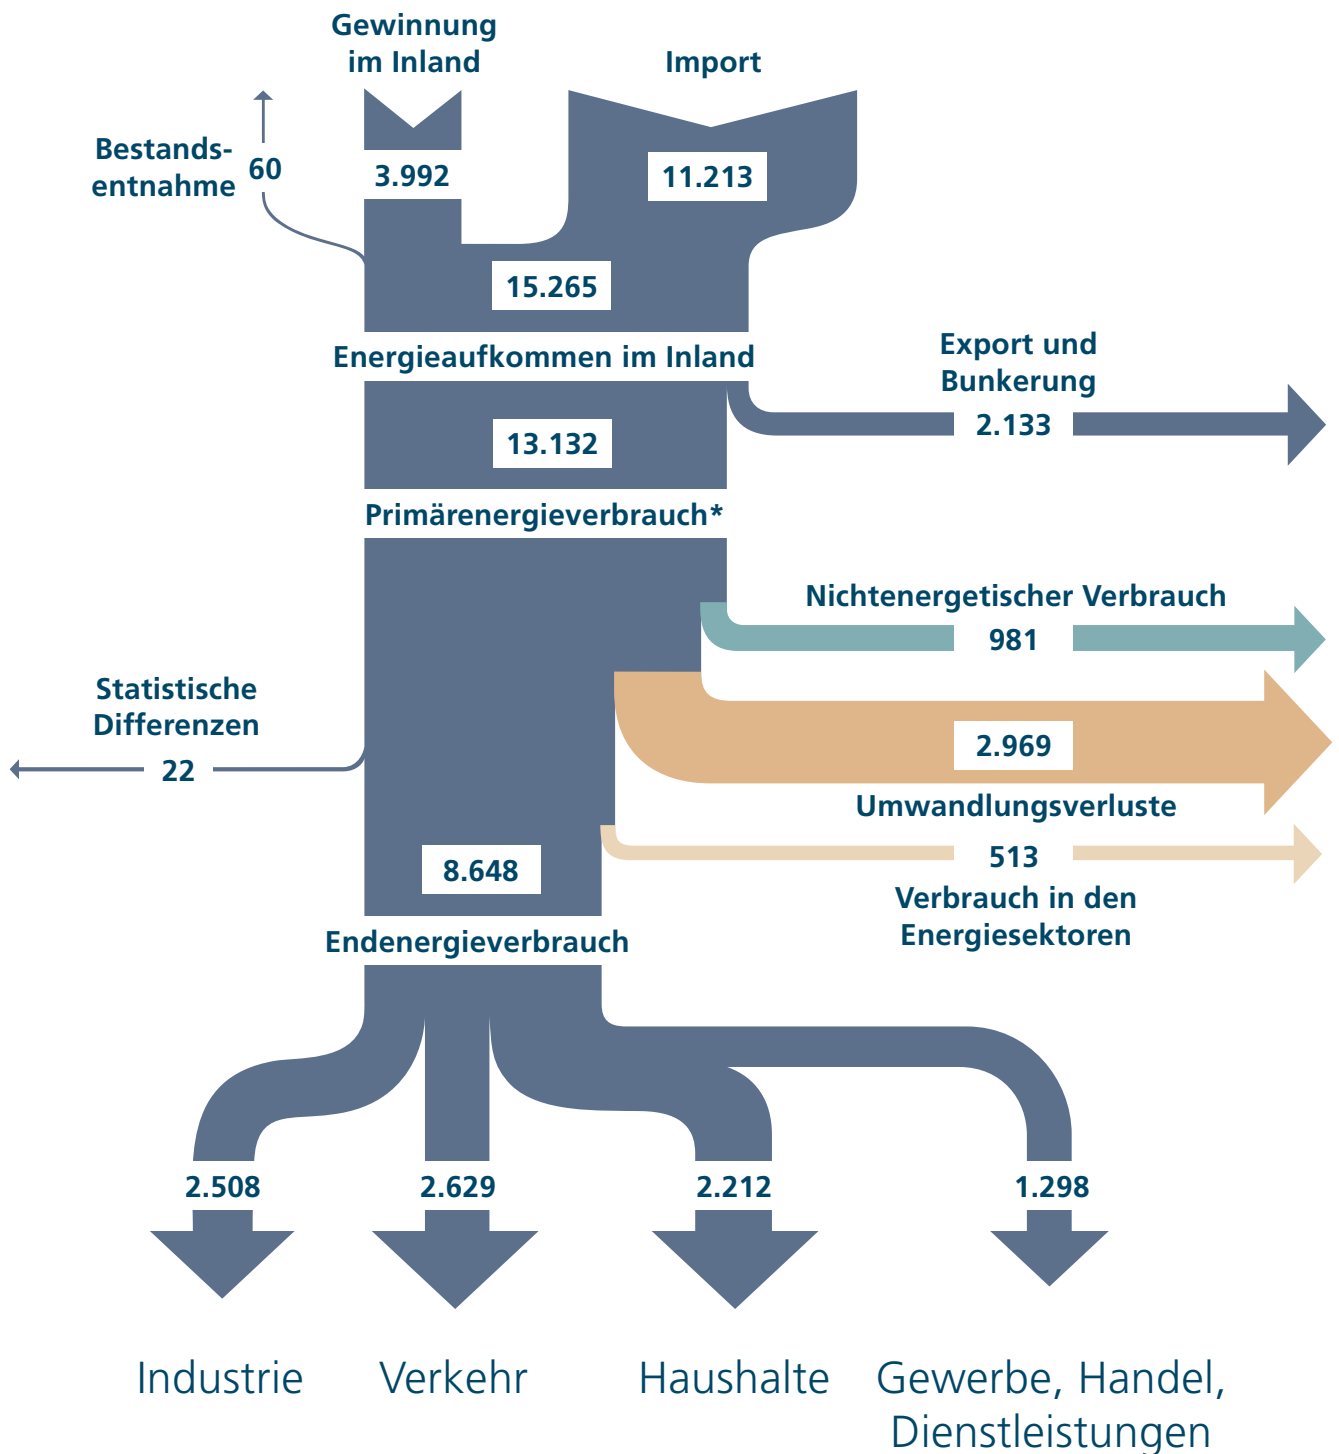 Gewinnung
im Inland
Import
Bestands-
entnahme
60
3.992
11.213
15.265
Energieaufkommen im Inland
Export und
Bunkerung
2.133
13.132
Primärenergieverbrauch*
Nichtenergetischer Verbrauch
981
Statistische
Differenzen
22
2.969
Umwandlungsverluste
513
Verbrauch in den
Energiesektoren
8.648
Endenergieverbrauch
2.508
2.629
2.212
1.298
Industrie
Verkehr
Haushalte
Gewerbe, Handel,
Dienstleistungen